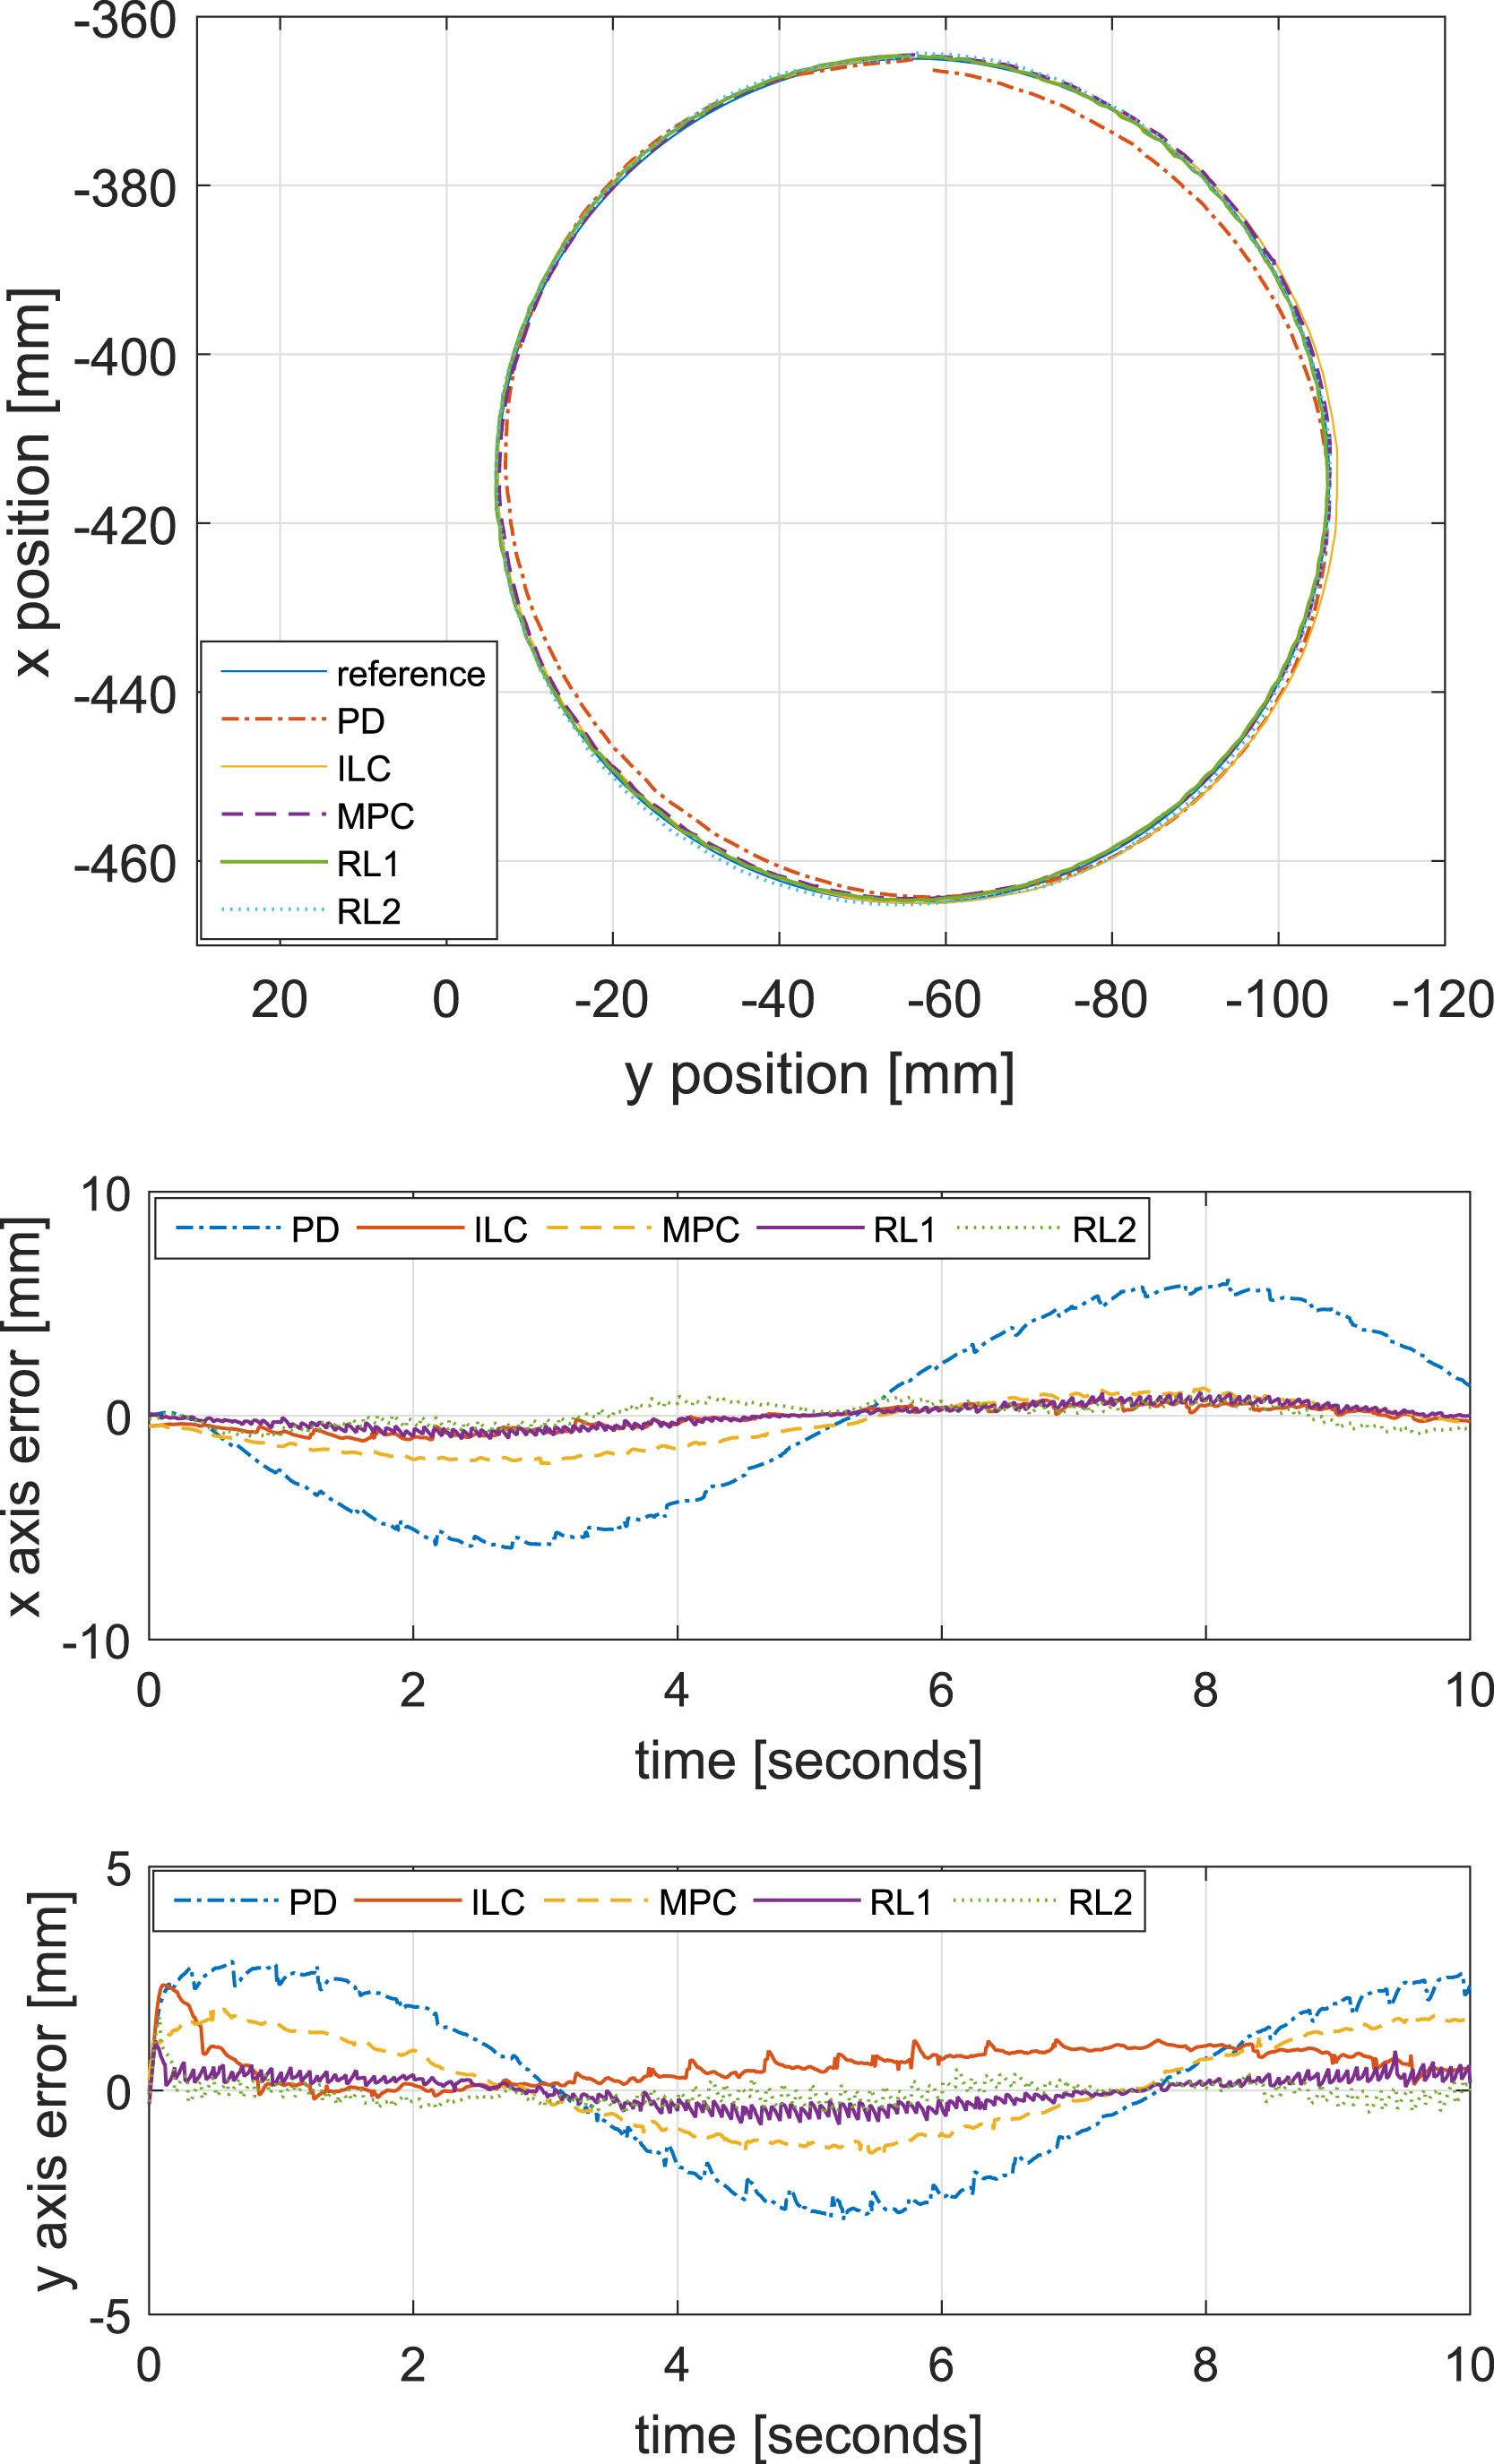 -360
-380
-400
-420
-440
-460
x position [mm]
reference
PD
ILC
MPC
RL1
RL2
20 0 -20 -40 -60 -80 -100 -120
y position [mm]
10
0
-10
x axis error [mm]
PD ILC MPC RL1 RL2
0 2 4 6 8 10
time [seconds]
5
0
-5
y axis error [mm]
PD ILC MPC RL1 RL2
0 2 4 6 8 10
time [seconds]